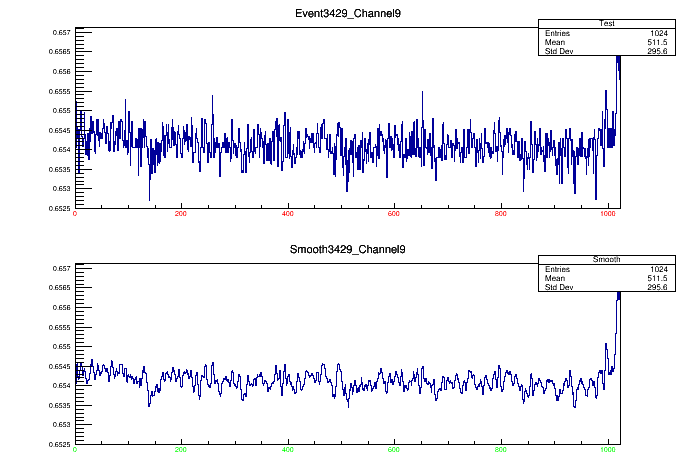 Event3429_Channel9
Test
Entries 1024
Mean 511.5
Std Dev 295.6
0.657
0.6565
0.656
0.6555
0.655
0.6545
0.654
0.6535
0.653
0.6525
0 200 400 600 800 1000
Smooth3429_Channel9
Smooth
Entries 1024
Mean 511.5
Std Dev 295.6
0.657
0.6565
0.656
0.6555
0.655
0.6545
0.654
0.6535
0.653
0.6525
0 200 400 600 800 1000